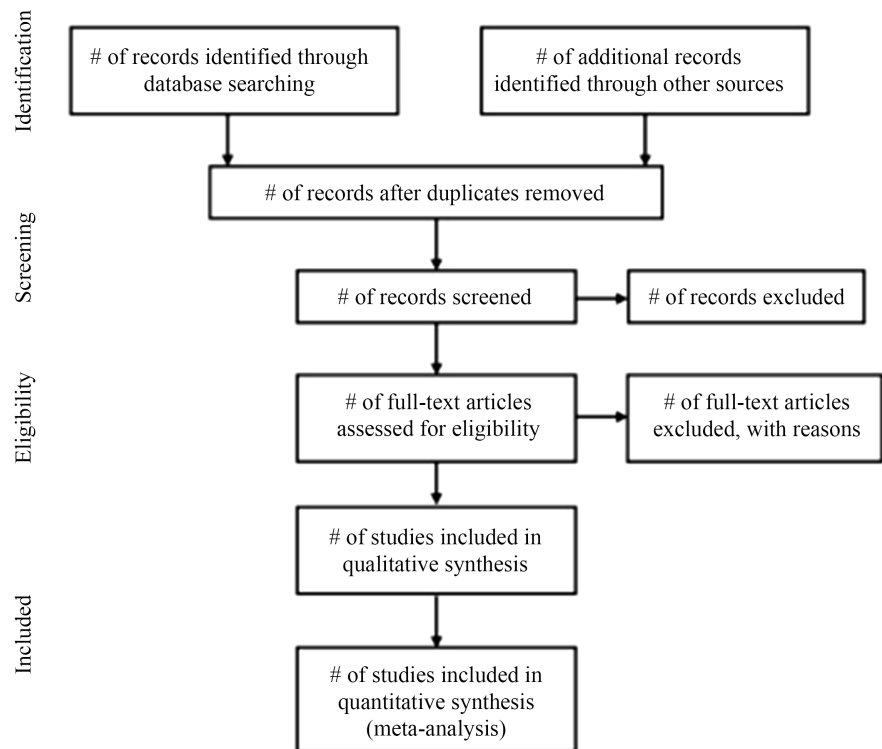 Identification
# of records identified through
database searching
# of additional records
identified through other sources
# of records after duplicates removed
Screening
# of records screened
# of records excluded
Eligibility
# of full-text articles
assessed for eligibility
# of full-text articles
excluded, with reasons
Included
# of studies included in
qualitative synthesis
# of studies included in
quantitative synthesis
(meta-analysis)